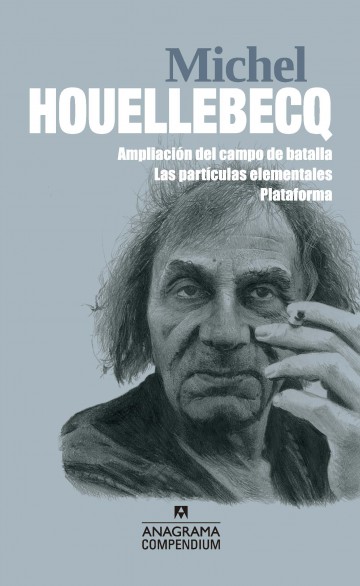 Michel
HOUELLEBECQ
Ampliación del campo de batalla
Las partículas elementales
Plataforma
ANAGRAMA
COMPENDIUM